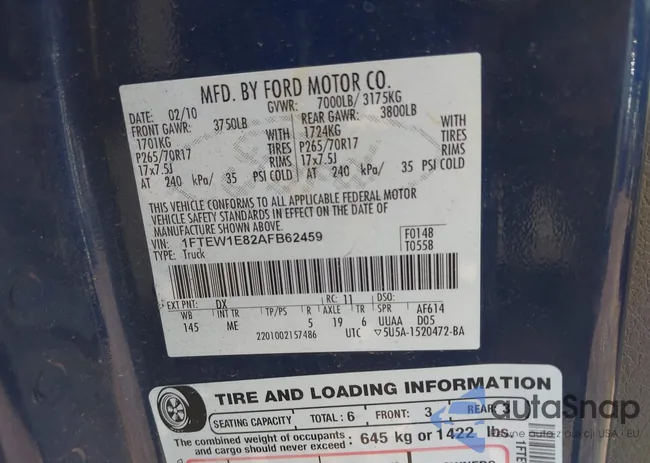 MFD. BY FORD MOTOR CO.
DATE: 02/10 GVWR: 7000LB/ 3175KG
FRONT GAWR: 3750LB REAR GAWR: 3800LB
1701KG WITH 1724KG WITH
P265/70R17 TIRES P265/70R17 TIRES
17x7.5J RIMS 17x7.5J RIMS
AT 240 kPa/ 35 PSI COLD AT 240 kPa/ 35 PSI COLD
THIS VEHICLE CONFORMS TO ALL APPLICABLE FEDERAL MOTOR
VEHICLE SAFETY STANDARDS IN EFFECT ON THE DATE OF
MANUFACTURE SHOWN ABOVE.
VIN: 1FTEW1E82AFB62459 F0148
TYPE: Truck T0558
EXT PNT: DX RC: 11 DSO:
WB INT TR TP/PS R AXLE TR SPR AF614
145 ME 5 19 6 UUAA D05
2201002157486 UTC 5U5A-1520472-BA
TIRE AND LOADING INFORMATION
SEATING CAPACITY TOTAL: 6 FRONT: 3 REAR: 3
The combined weight of occupants and cargo should never exceed : 645 kg or 1422 lbs.
autaSnap